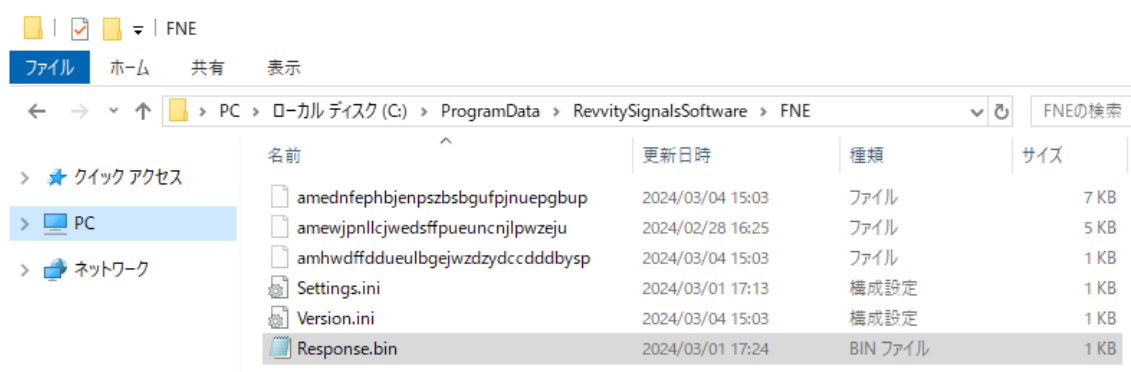 FNE
ファイル ホーム 共有 表示
PC > ローカル ディスク (C:) > ProgramData > RevvitySignalsSoftware > FNE FNEの検索
名前 更新日時 種類 サイズ
クイック アクセス
PC
ネットワーク
amednfephbjenpszbsbgufpjnuepgbup 2024/03/04 15:03 ファイル 7 KB
amewjpnllcjwedsffpueuncnjlpwzeju 2024/02/28 16:25 ファイル 5 KB
amhwdffddueulbgejwzdzydccdddbysp 2024/03/04 15:03 ファイル 1 KB
Settings.ini 2024/03/01 17:13 構成設定 1 KB
Version.ini 2024/03/04 15:03 構成設定 1 KB
Response.bin 2024/03/01 17:24 BIN ファイル 1 KB